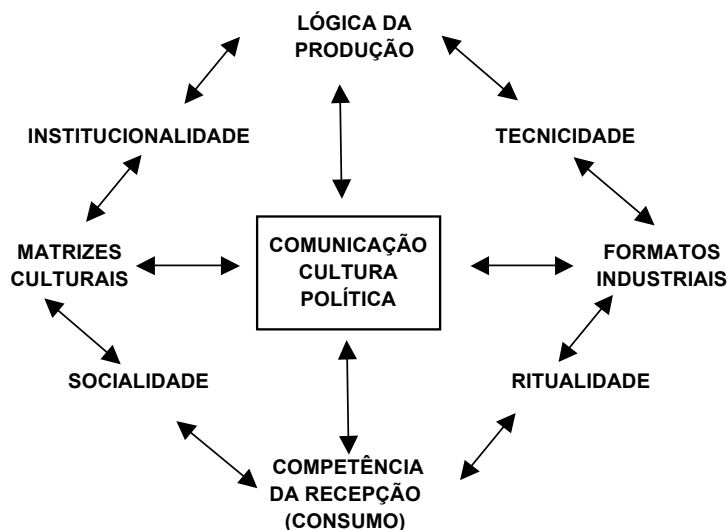 LÓGICA DA
PRODUÇÃO
INSTITUCIONALIDADE
TECNICIDADE
MATRIZES
CULTURAIS
COMUNICAÇÃO
CULTURA
POLÍTICA
FORMATOS
INDUSTRIAIS
SOCIALIDADE
RITUALIDADE
COMPETÊNCIA
DA RECEPÇÃO
(CONSUMO)